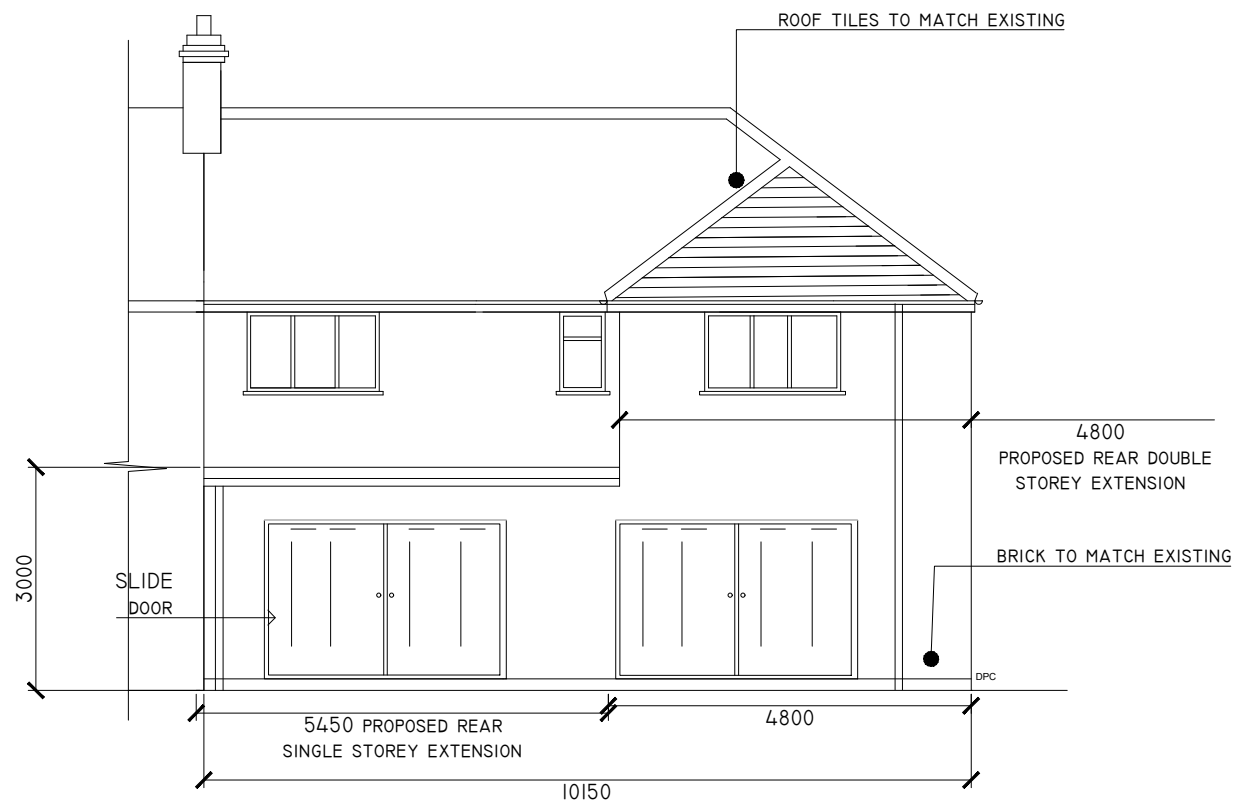 ROOF TILES TO MATCH EXISTING
4800
PROPOSED REAR DOUBLE
STOREY EXTENSION
BRICK TO MATCH EXISTING
3000
SLIDE
DOOR
DPC
5450 PROPOSED REAR
SINGLE STOREY EXTENSION
4800
10150